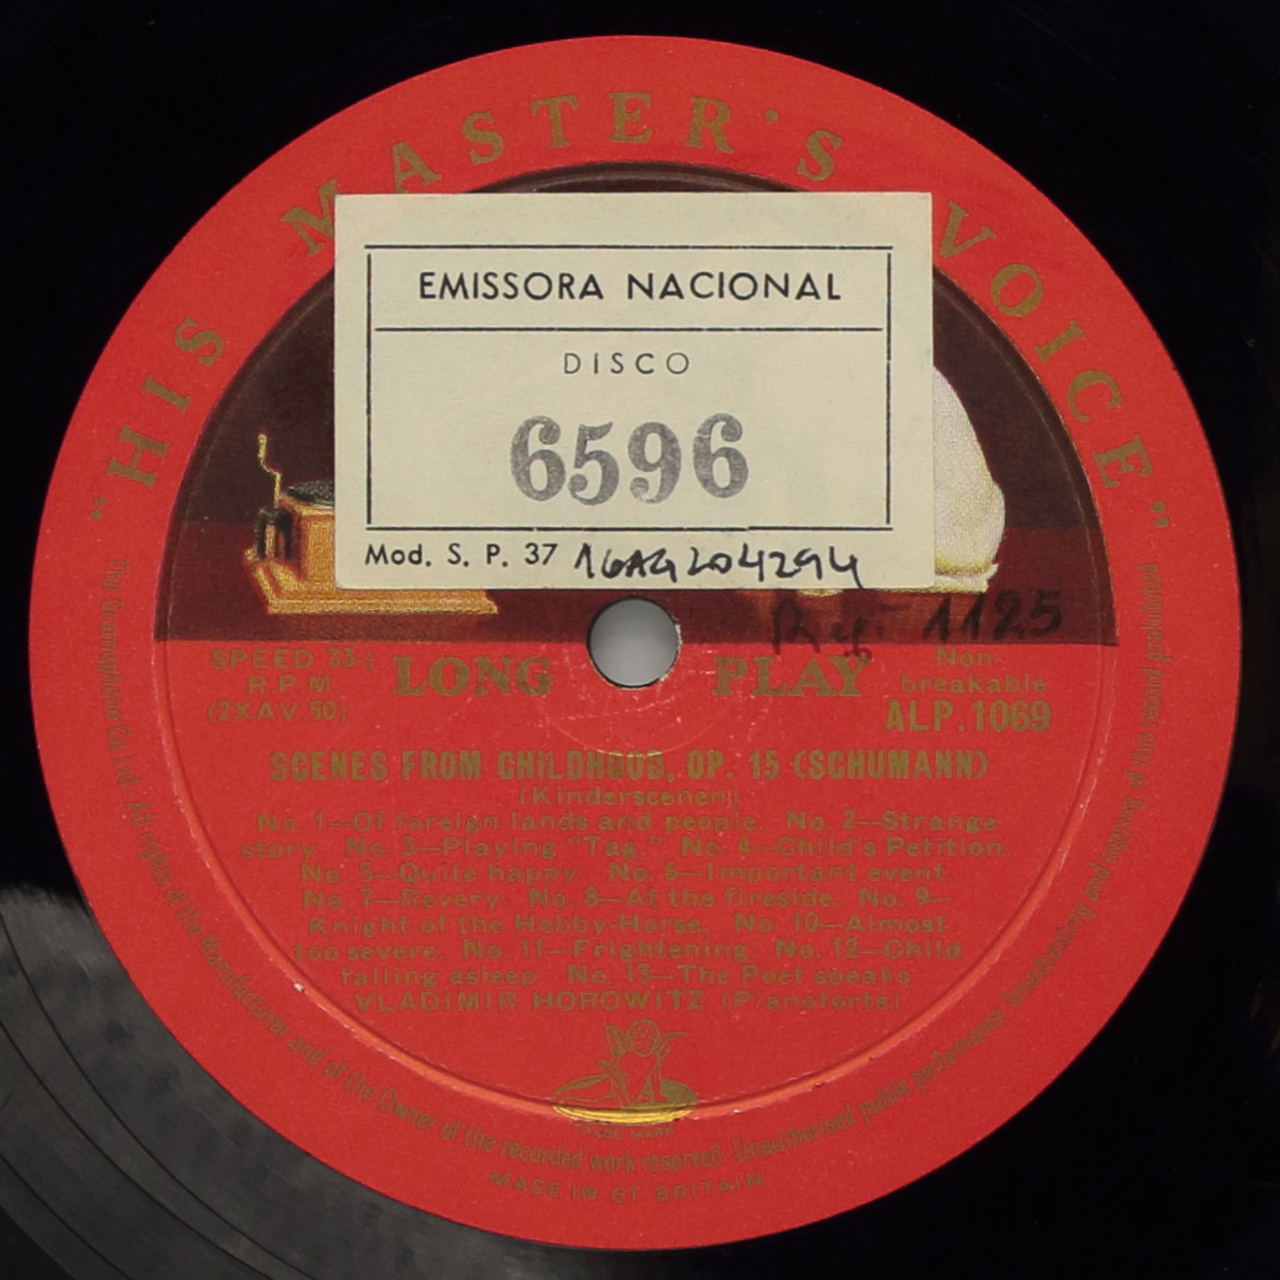 "HIS MASTER'S VOICE"
EMISSORA NACIONAL
DISCO
6596
Mod. S. P. 37 16AG204294
Reg. 1125
SPEED 33⅓
R.P.M
(2XAV.50)
LONG PLAY
Non-
breakable
ALP.1069
SCENES FROM CHILDHOOD, OP. 15 (SCHUMANN)
(Kinderscenen)
No. 1—Of foreign lands and people. No. 2—Strange
story. No. 3—Playing "Tag." No. 4—Child's Petition.
No. 5—Quite happy. No. 6—Important event.
No. 7—Revery. No. 8—At the fireside. No. 9—
Knight of the Hobby-Horse. No. 10—Almost
too severe. No. 11—Frightening. No. 12—Child
falling asleep. No. 13—The Poet speaks
VLADIMIR HOROWITZ (Pianoforte)
TRADE MARK
The Gramophone Co. Ltd. All rights of the Manufacturer and of the Owner of the recorded work reserved. Unauthorised public performance, broadcasting and copying of this record prohibited.
MADE IN GT. BRITAIN